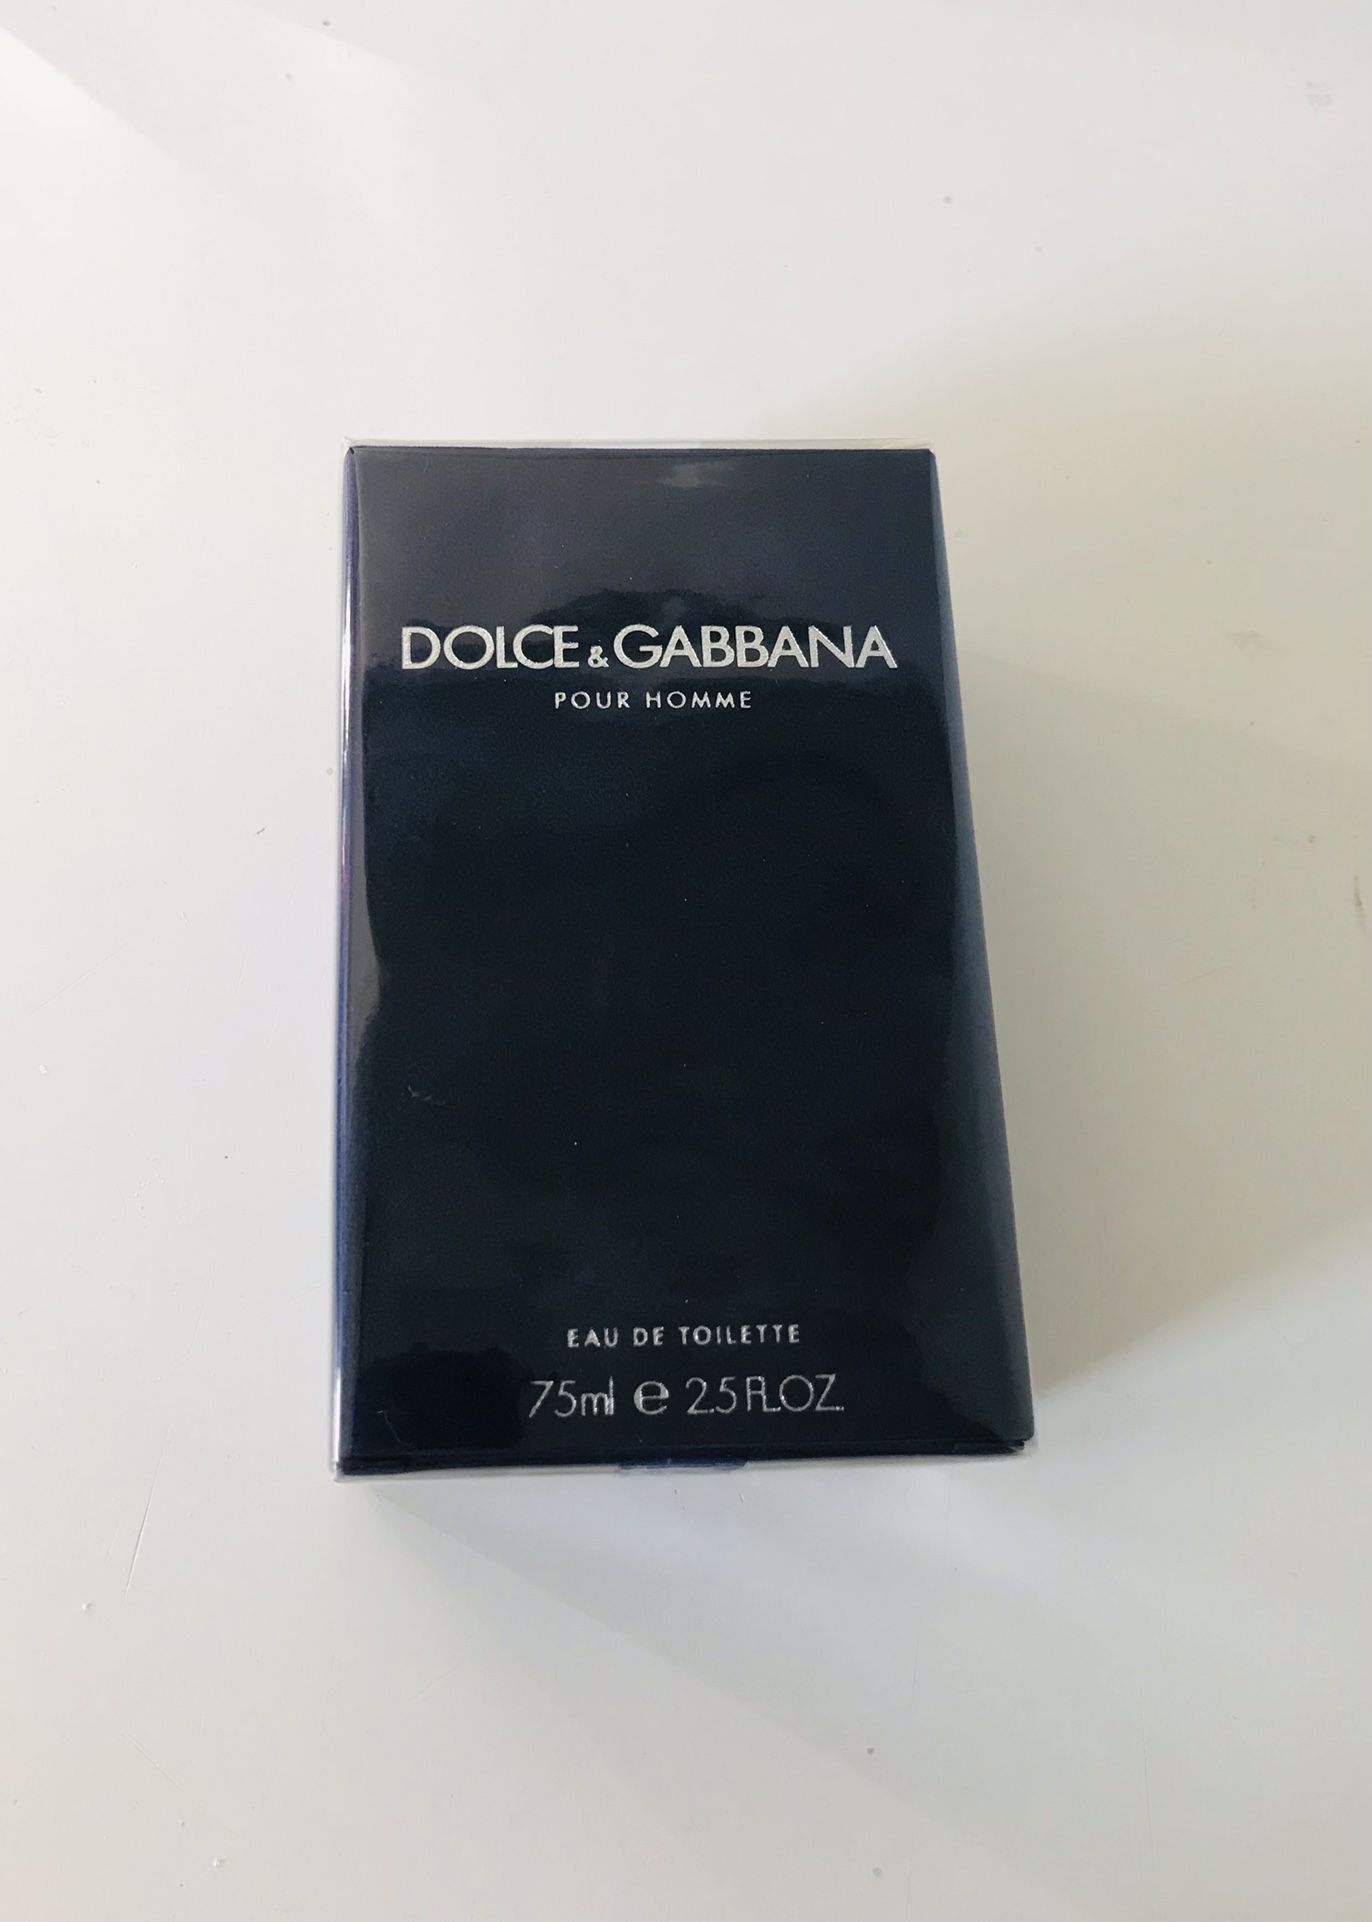 DOLCE & GABBANA
POUR HOMME
EAU DE TOILETTE
75ml e 2.5 FL.OZ.